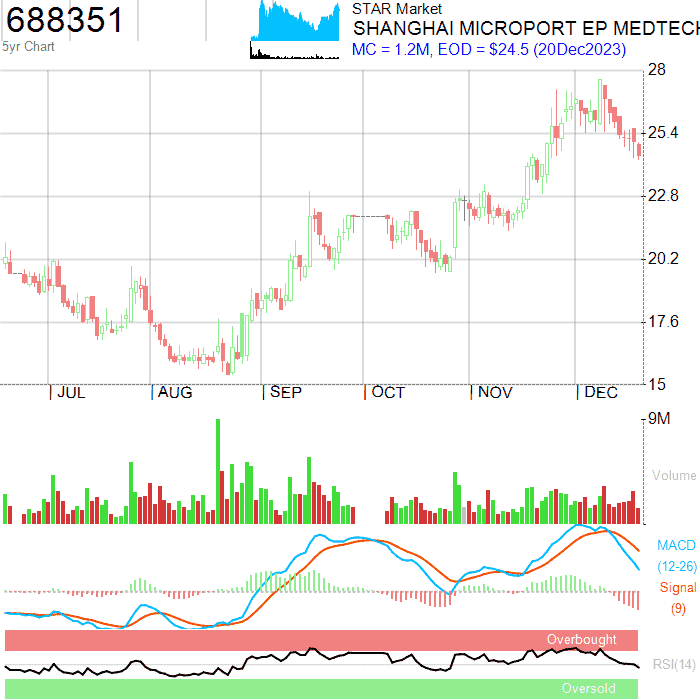 688351
5yr Chart
STAR Market
SHANGHAI MICROPORT EP MEDTECH
MC = 1.2M, EOD = $24.5 (20Dec2023)
28
25.4
22.8
20.2
17.6
15
JUL AUG SEP OCT NOV DEC
9M
Volume
MACD
(12-26)
Signal
(9)
Overbought
RSI(14)
Oversold